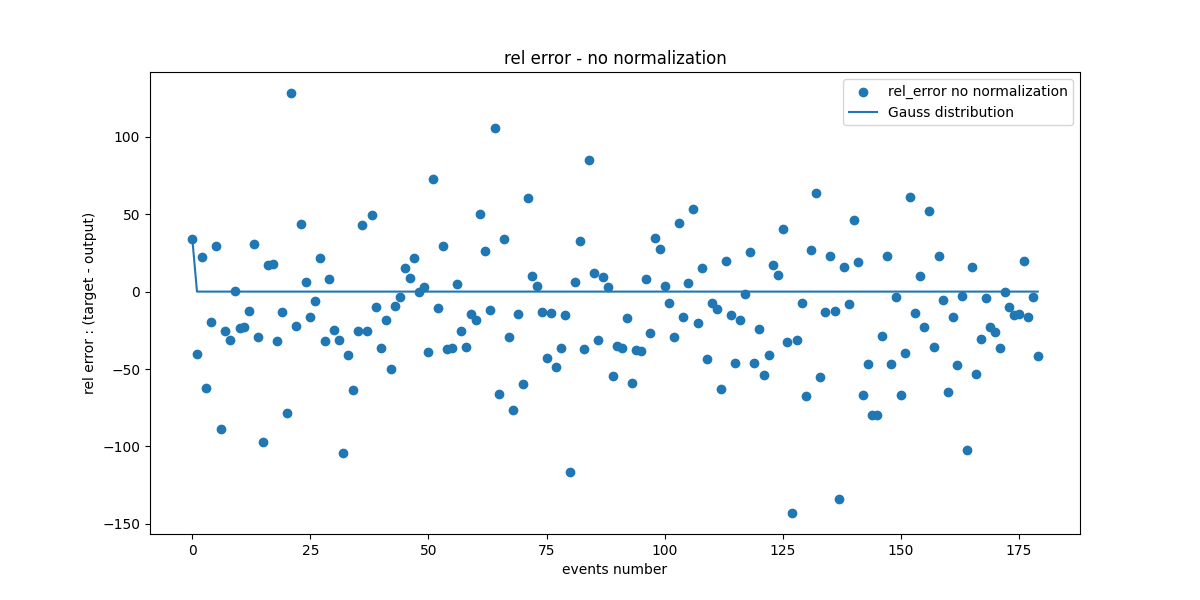 rel error - no normalization
rel_error no normalization
Gauss distribution
rel error : (tarqet - output)
100
50
0
−50
−100
−150
0 25 50 75 100 125 150 175
events number